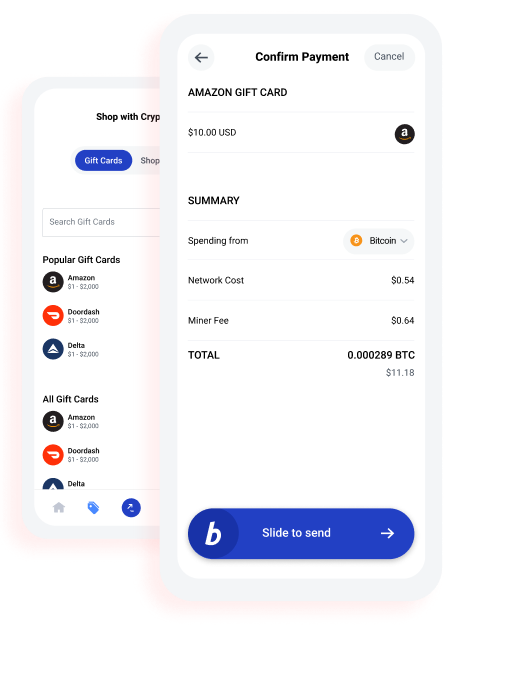 Shop with Cryp
Gift Cards
Shop
Search Gift Cards
Popular Gift Cards
Amazon
$1 - $2,000
Doordash
$1 - $2,000
Delta
$1 - $2,000
All Gift Cards
Amazon
$1 - $2,000
Doordash
$1 - $2,000
Delta
Confirm Payment
Cancel
AMAZON GIFT CARD
$10.00 USD
SUMMARY
Spending from
Bitcoin
Network Cost
$0.54
Miner Fee
$0.64
TOTAL
0.000289 BTC
$11.18
b
Slide to send